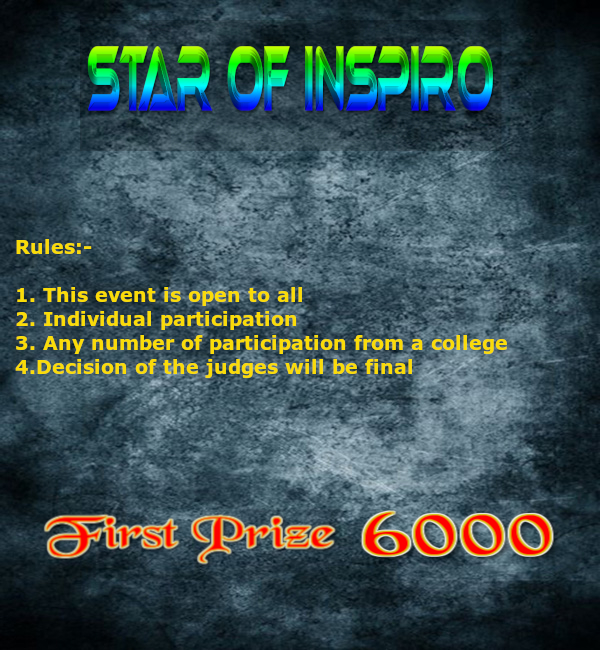 STAR OF INSPIRO
Rules:-
1. This event is open to all
2. Individual participation
3. Any number of participation from a college
4.Decision of the judges will be final
First Prize 6000